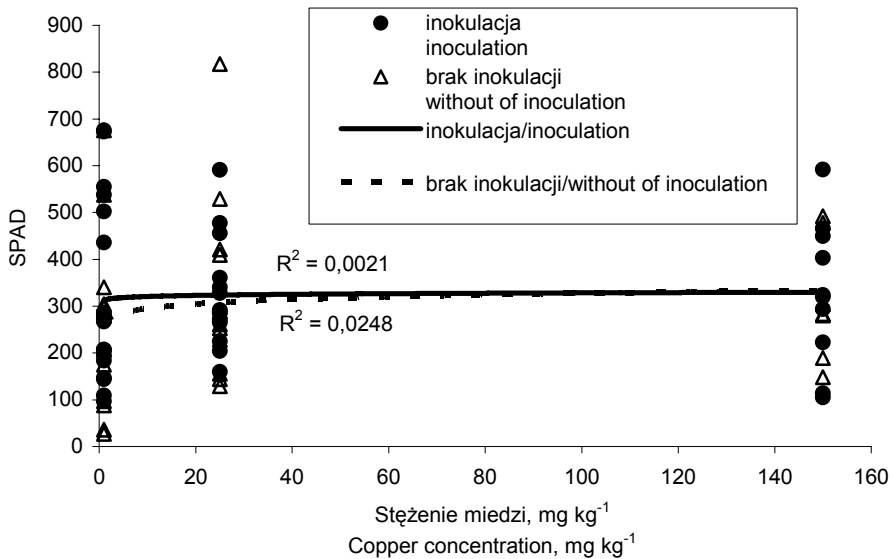 900
800
700
600
500
400
300
200
100
0
SPAD
inokulacja
inoculation
brak inokulacji
without of inoculation
inokulacja/inoculation
brak inokulacji/without of inoculation
R² = 0,0021
R² = 0,0248
0 20 40 60 80 100 120 140 160
Stężenie miedzi, mg kg⁻¹
Copper concentration, mg kg⁻¹